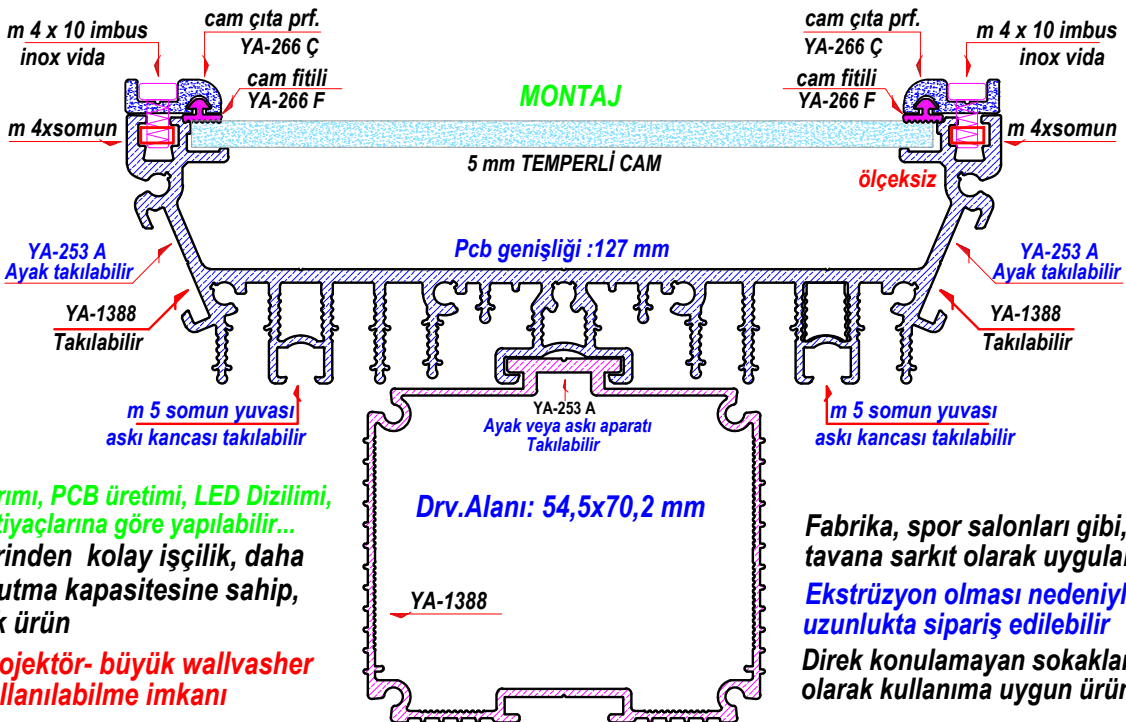 m 4 x 10 imbus
inox vida
cam çıta prf.
YA-266 Ç
cam fitili
YA-266 F
MONTAJ
cam çıta prf.
YA-266 Ç
cam fitili
YA-266 F
m 4 x 10 imbus
inox vida
m 4xsomun
m 4xsomun
5 mm TEMPERLİ CAM
ölçeksiz
YA-253 A
Ayak takılabilir
Pcb genişliği :127 mm
YA-253 A
Ayak takılabilir
YA-1388
Takılabilir
YA-1388
Takılabilir
m 5 somun yuvası
askı kancası takılabilir
YA-253 A
Ayak veya askı aparatı
Takılabilir
m 5 somun yuvası
askı kancası takılabilir
rımı, PCB üretimi, LED Dizilimi,
tiyaçlarına göre yapılabilir...
rinden kolay işçilik, daha
utma kapasitesine sahip,
k ürün
ojektör- büyük wallvasher
llanılabilme imkanı
Drv.Alanı: 54,5x70,2 mm
YA-1388
Fabrika, spor salonları gibi,
tavana sarkıt olarak uygula
Ekstrüzyon olması nedeniyl
uzunlukta sipariş edilebilir
Direk konulamayan sokakla
olarak kullanıma uygun ürün